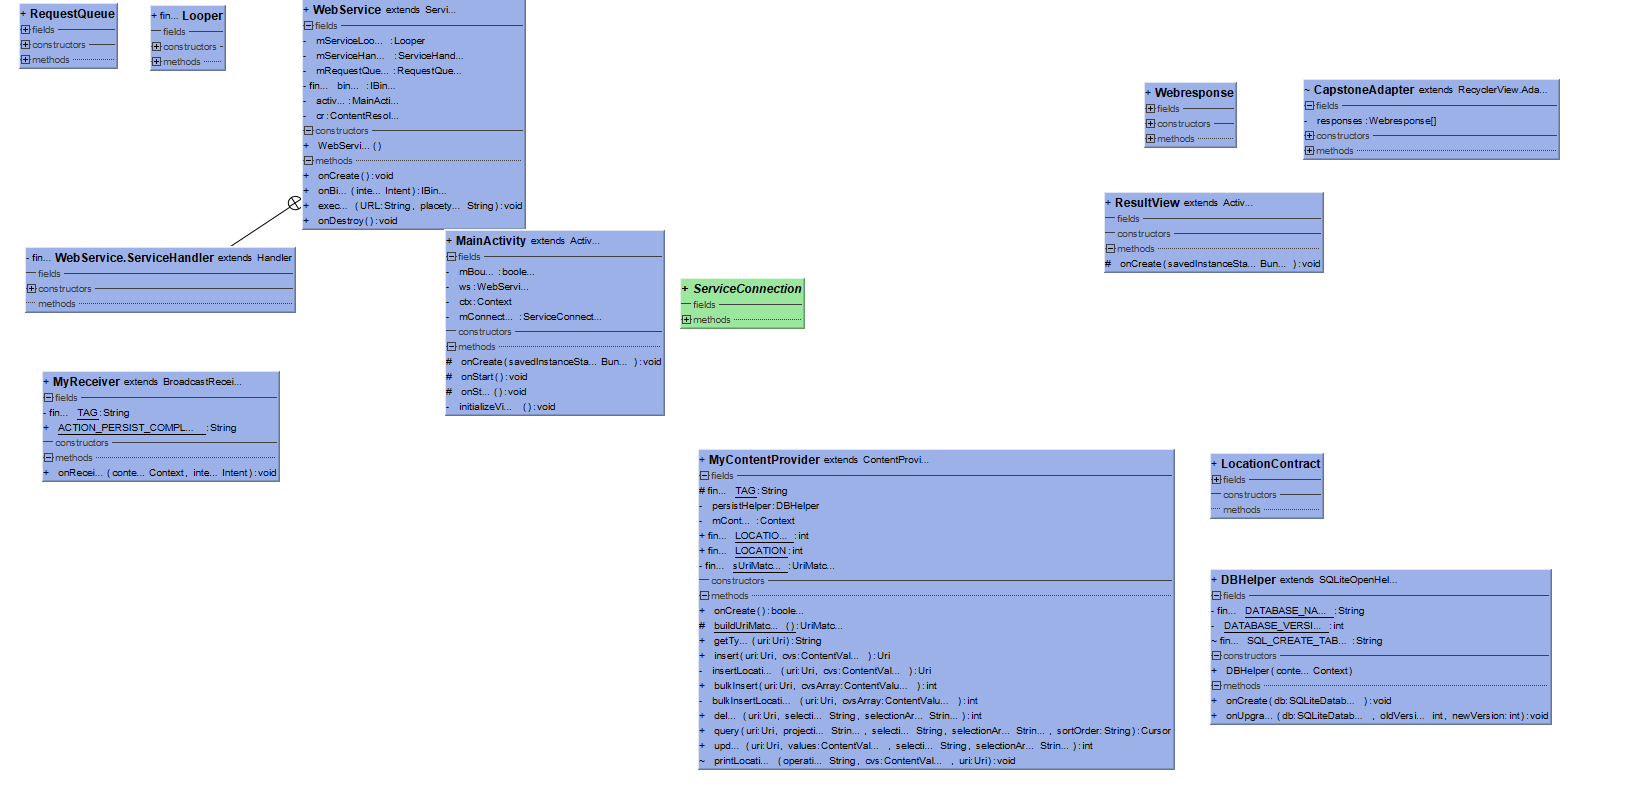 + RequestQueue
fields
constructors
methods
+ fin... Looper
fields
constructors
methods
+ WebService extends Servi...
fields
- mServiceLoo... :Looper
- mServiceHan... :ServiceHand...
- mRequestQue... :RequestQue...
- fin... bin... :IBin...
- activ... :MainActi...
- cr:ContentResol...
constructors
+ WebServi... ()
methods
+ onCreate():void
+ onBi... (inte... Intent):IBin...
+ exec... (URL:String, placety... String):void
+ onDestroy():void
- fin... WebService.ServiceHandler extends Handler
fields
constructors
methods
+ MainActivity extends Activ...
fields
- mBou... :boole...
- ws:WebServi...
- ctx:Context
- mConnect... :ServiceConnect...
constructors
methods
# onCreate(savedInstanceSta... Bun... ):void
# onStart():void
# onSt... ():void
- initializeVi... ():void
+ ServiceConnection
fields
methods
+ MyReceiver extends BroadcastRecei...
fields
- fin... TAG:String
+ ACTION_PERSIST_COMPL... :String
constructors
methods
+ onRecei... (conte... Context, inte... Intent):void
+ Webresponse
fields
constructors
methods
~ CapstoneAdapter extends RecyclerView.Ada...
fields
- responses:Webresponse[]
constructors
methods
+ ResultView extends Activ...
fields
constructors
methods
# onCreate(savedInstanceSta... Bun... ):void
+ MyContentProvider extends ContentProvi...
fields
# fin... TAG:String
- persistHelper:DBHelper
- mCont... :Context
+ fin... LOCATIO... :int
+ fin... LOCATION:int
- fin... sUriMatc... :UriMatc...
constructors
methods
+ onCreate():boole...
# buildUriMatc... ():UriMatc...
+ getTy... (uri:Uri):String
+ insert(uri:Uri, cvs:ContentVal... ):Uri
- insertLocati... (uri:Uri, cvs:ContentVal... ):Uri
+ bulkInsert(uri:Uri, cvsArray:ContentValu... ):int
- bulkInsertLocati... (uri:Uri, cvsArray:ContentValu... ):int
+ del... (uri:Uri, selecti... String, selectionAr... Strin... ):int
+ query(uri:Uri, projecti... Strin... , selecti... String, selectionAr... Strin... , sortOrder:String):Cursor
+ upd... (uri:Uri, values:ContentVal... , selecti... String, selectionAr... Strin... ):int
~ printLocati... (operati... String, cvs:ContentVal... , uri:Uri):void
+ LocationContract
fields
constructors
methods
+ DBHelper extends SQLiteOpenHel...
fields
- fin... DATABASE_NA... :String
- DATABASE_VERSI... :int
~ fin... SQL_CREATE_TAB... :String
constructors
+ DBHelper(conte... Context)
methods
+ onCreate(db:SQLiteDatab... ):void
+ onUpgra... (db:SQLiteDatab... , oldVersi... int, newVersion:int):void